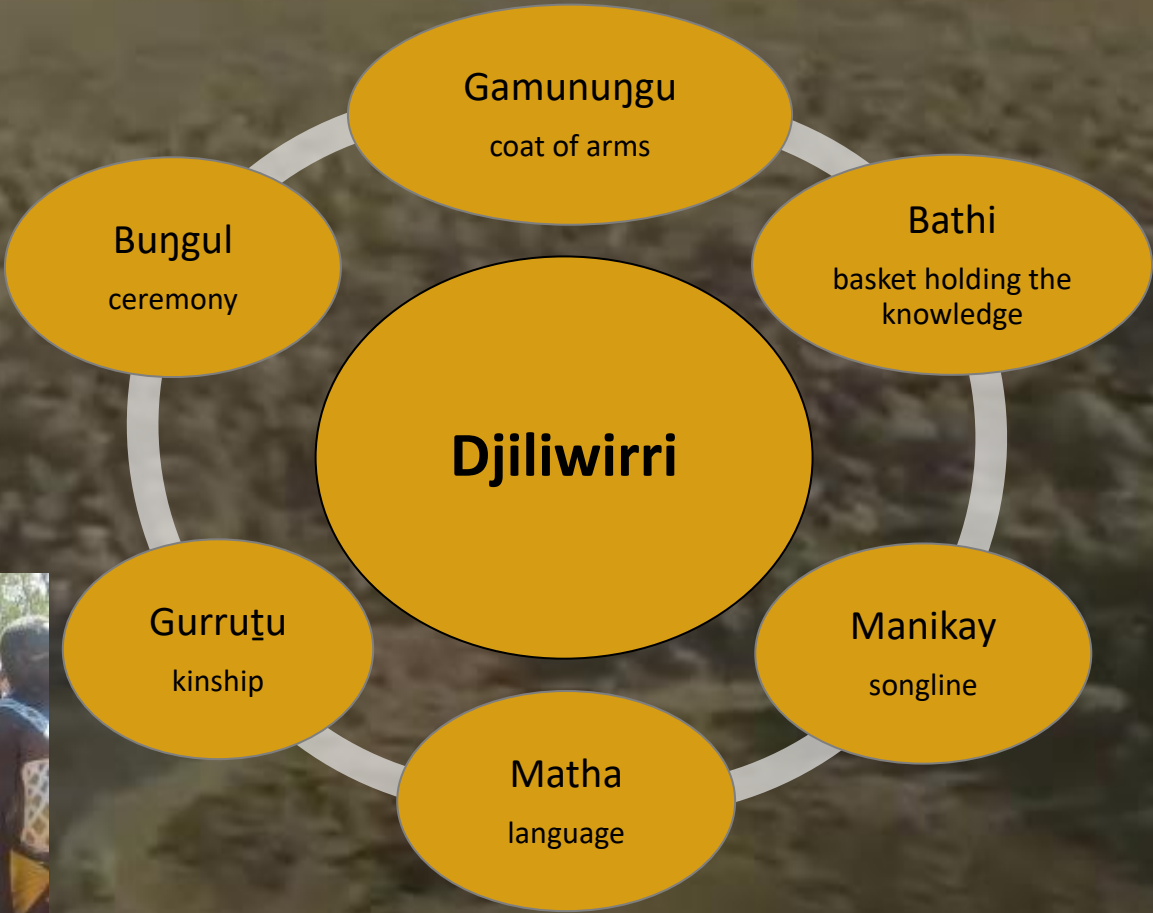 Gamunuŋgu
coat of arms
Bathi
basket holding the
knowledge
Manikay
songline
Matha
language
Gurruṯu
kinship
Buŋgul
ceremony
Djiliwirri